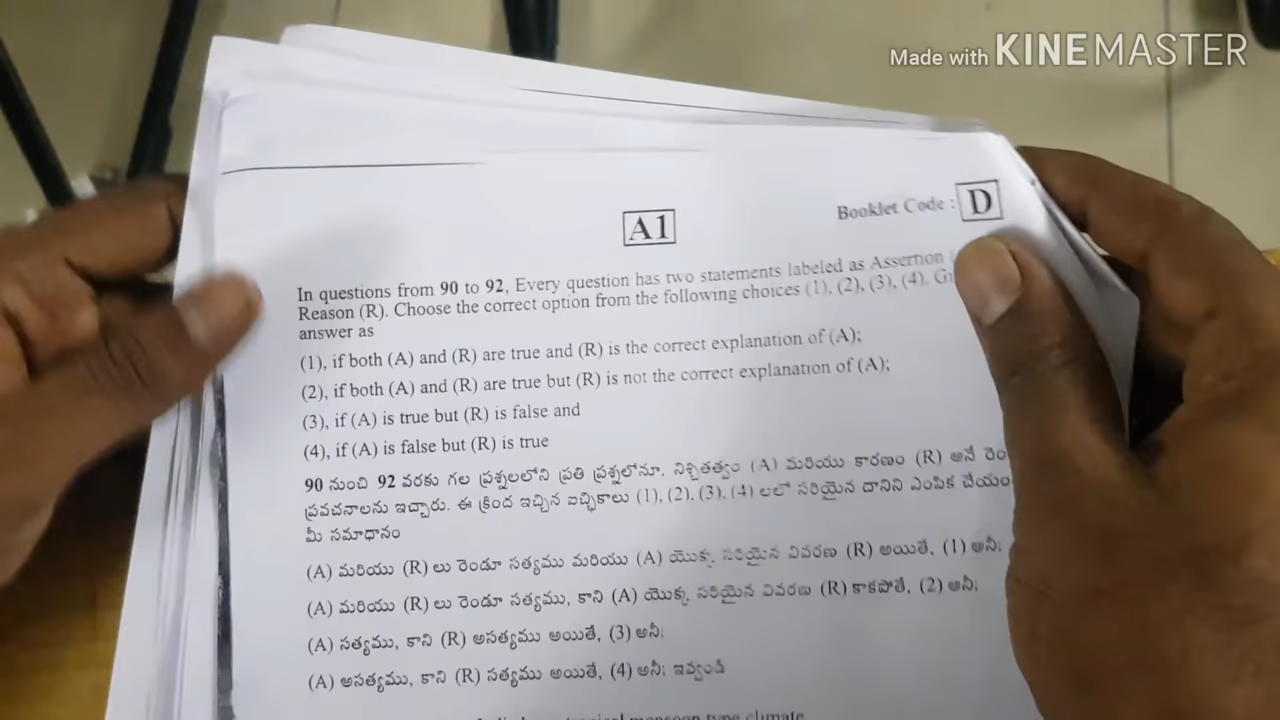 Made with KINEMASTER
A1
Booklet Code : D
In questions from 90 to 92, Every question has two statements labeled as Assertion
Reason (R). Choose the correct option from the following choices (1), (2), (3), (4).
answer as
(1), if both (A) and (R) are true and (R) is the correct explanation of (A);
(2), if both (A) and (R) are true but (R) is not the correct explanation of (A);
(3), if (A) is true but (R) is false and
(4), if (A) is false but (R) is true
90 నుంచి 92 వరకు గల ప్రశ్నలలోని ప్రతి ప్రశ్నలోనూ, నిశ్చితత్వం (A) మరియు కారణం (R) అనే
ప్రవచనాలను ఇచ్చారు. ఈ క్రింద ఇచ్చిన ఐచ్ఛికాలు (1), (2), (3), (4) లలో సరియైన దానిని ఎంపిక
మీ సమాధానం
(A) మరియు (R) లు రెండూ సత్యము మరియు (A) యొక్క సరియైన వివరణ (R) అయితే, (1) అనీ;
(A) మరియు (R) లు రెండూ సత్యము, కాని (A) యొక్క సరియైన వివరణ (R) కాకపోతే, (2) అనీ;
(A) సత్యము, కాని (R) అసత్యము అయితే, (3) అనీ;
(A) అసత్యము, కాని (R) సత్యము అయితే, (4) అనీ; ఇవ్వండి
monsoon type climate